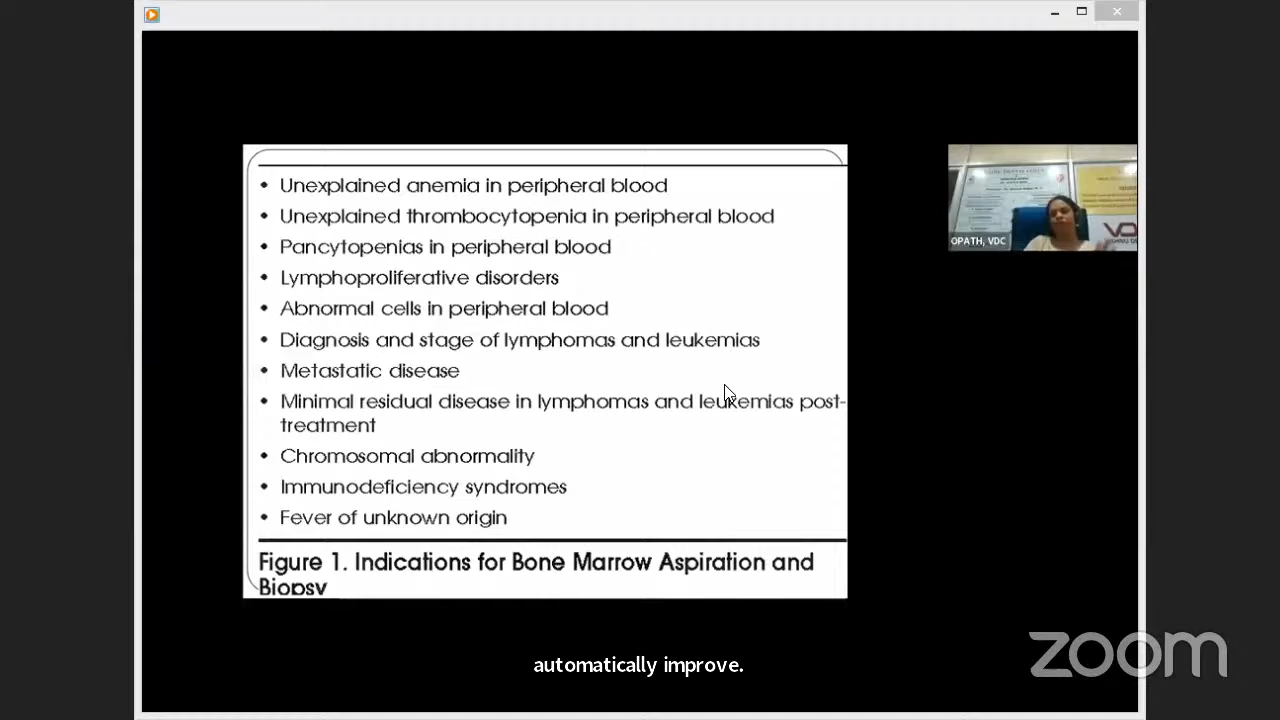 • Unexplained anemia in peripheral blood
• Unexplained thrombocytopenia in peripheral blood
• Pancytopenias in peripheral blood
• Lymphoproliferative disorders
• Abnormal cells in peripheral blood
• Diagnosis and stage of lymphomas and leukemias
• Metastatic disease
• Minimal residual disease in lymphomas and leukemias post-
treatment
• Chromosomal abnormality
• Immunodeficiency syndromes
• Fever of unknown origin
Figure 1. Indications for Bone Marrow Aspiration and
Biopsy
OPATH, VDC
automatically improve.
zoom